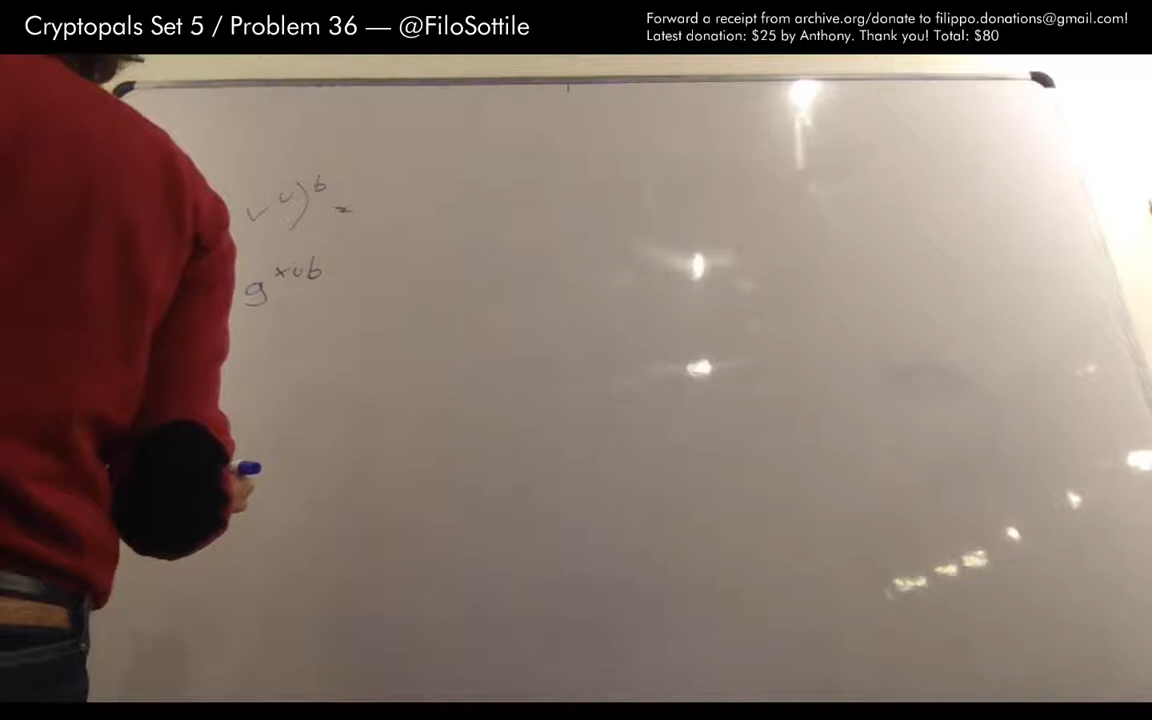 Cryptopals Set 5 / Problem 36 — @FiloSottile
Forward a receipt from archive.org/donate to filippo.donations@gmail.com!
Latest donation: $25 by Anthony. Thank you! Total: $80
v^u)^b =
g^xub